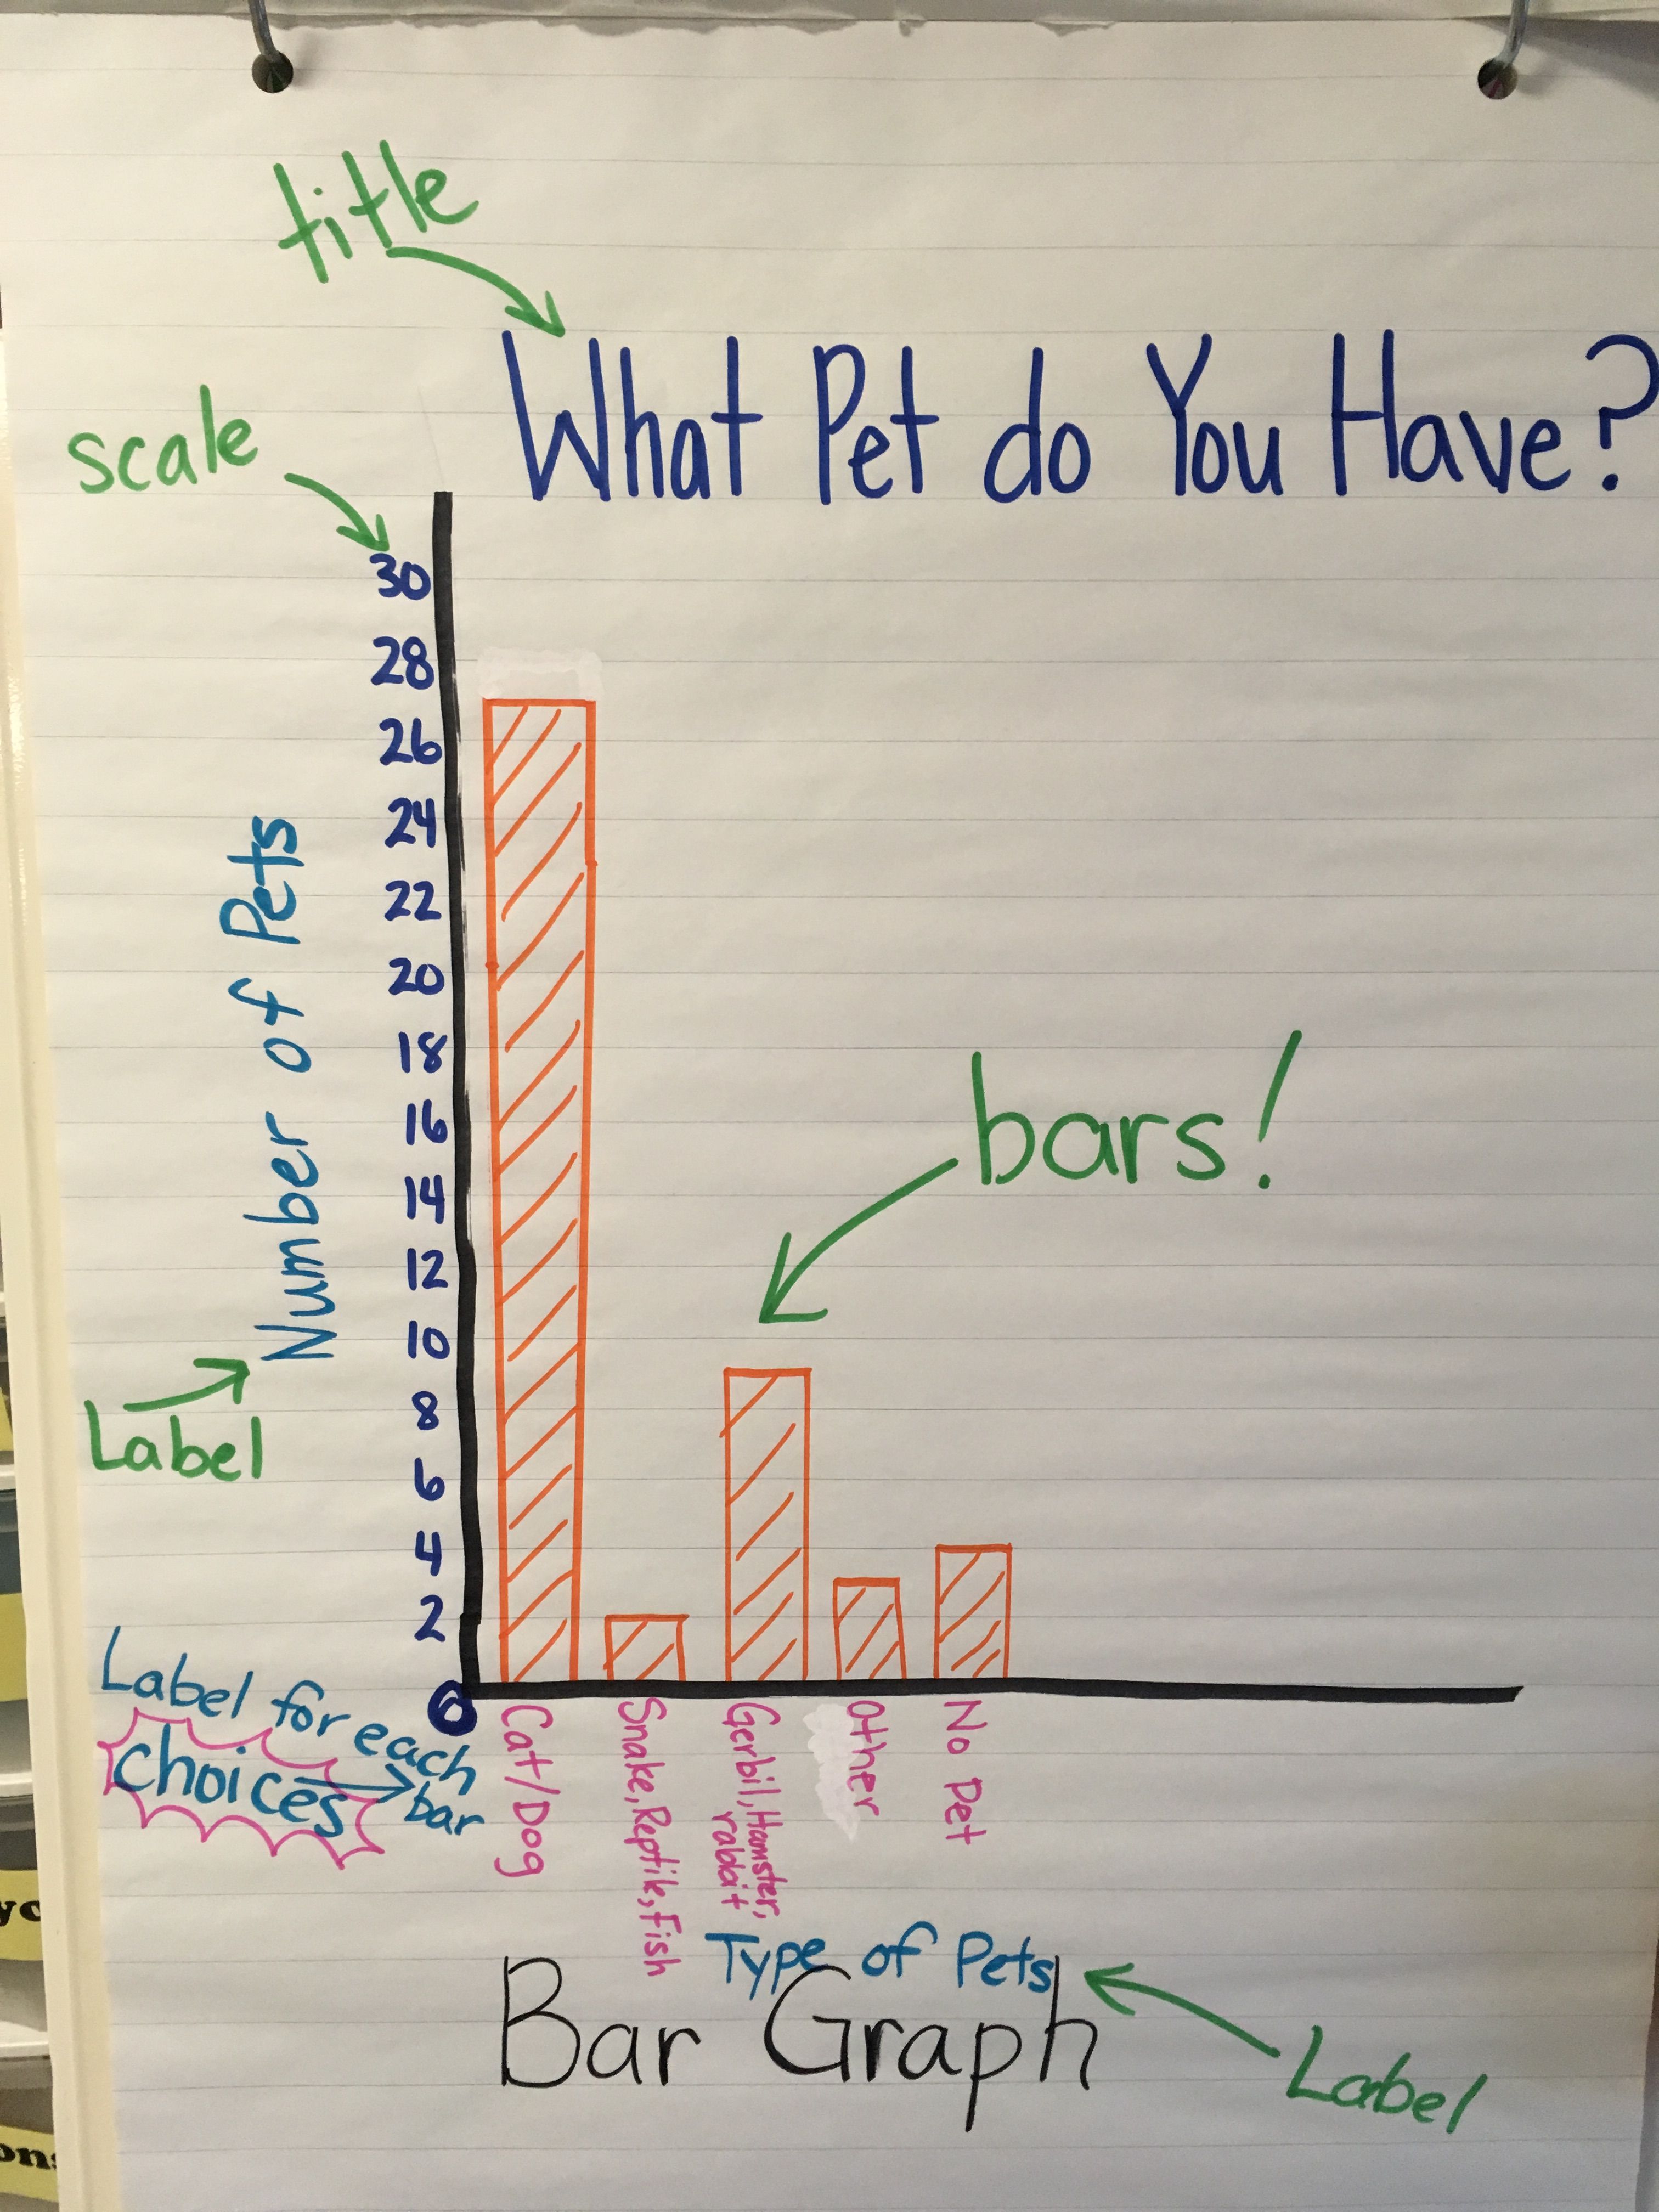 title
What Pet do You Have?
scale
30
28
26
24
22
20
18
16
14
12
10
8
6
4
2
0
Number of Pets
Label
bars!
Label for each
bar
choices
Cat/Dog
Snake, Reptile, Fish
Gerbil, Hamster,
rabbit
other
No Pet
Type of Pets
Bar Graph
Label